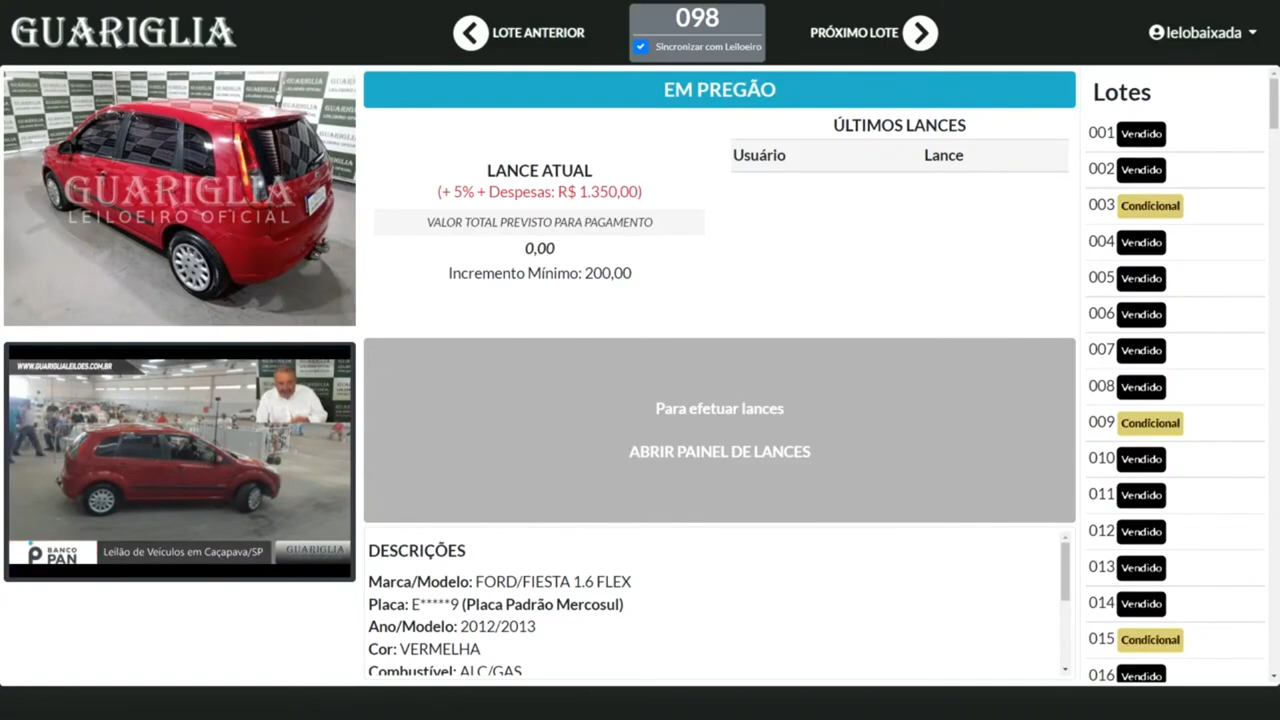 GUARIGLIA
LOTE ANTERIOR
098
Sincronizar com Leiloeiro
PRÓXIMO LOTE
lelobaixada
GUARIGLIA
LEILOEIRO OFICIAL
EM PREGÃO
LANCE ATUAL
(+ 5% + Despesas: R$ 1.350,00)
VALOR TOTAL PREVISTO PARA PAGAMENTO
0,00
Incremento Mínimo: 200,00
ÚLTIMOS LANCES
Usuário Lance
WWW.GUARIGLIALEILOES.COM.BR
BANCO PAN
Leilão de Veículos em Caçapava/SP
GUARIGLIA
Para efetuar lances
ABRIR PAINEL DE LANCES
DESCRIÇÕES
Marca/Modelo: FORD/FIESTA 1.6 FLEX
Placa: E*****9 (Placa Padrão Mercosul)
Ano/Modelo: 2012/2013
Cor: VERMELHA
Combustível: ALC/GAS
Lotes
001 Vendido
002 Vendido
003 Condicional
004 Vendido
005 Vendido
006 Vendido
007 Vendido
008 Vendido
009 Condicional
010 Vendido
011 Vendido
012 Vendido
013 Vendido
014 Vendido
015 Condicional
016 Vendido